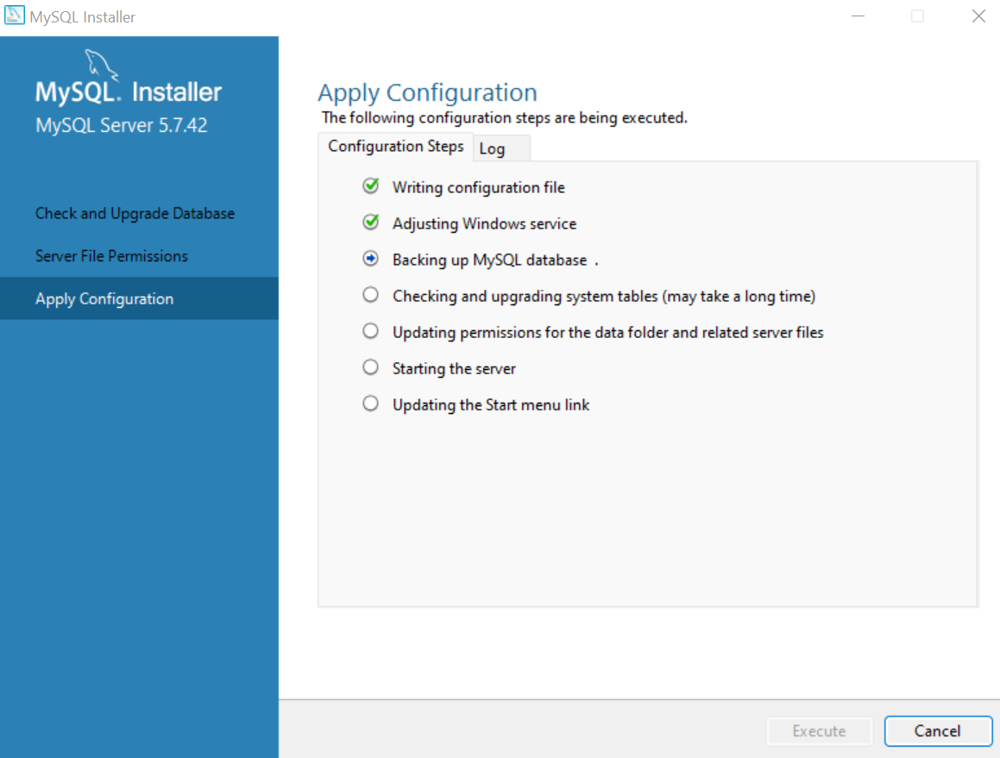 MySQL Installer
MySQL. Installer
MySQL Server 5.7.42
Check and Upgrade Database
Server File Permissions
Apply Configuration
Apply Configuration
The following configuration steps are being executed.
Configuration Steps
Log
Writing configuration file
Adjusting Windows service
Backing up MySQL database .
Checking and upgrading system tables (may take a long time)
Updating permissions for the data folder and related server files
Starting the server
Updating the Start menu link
Execute
Cancel